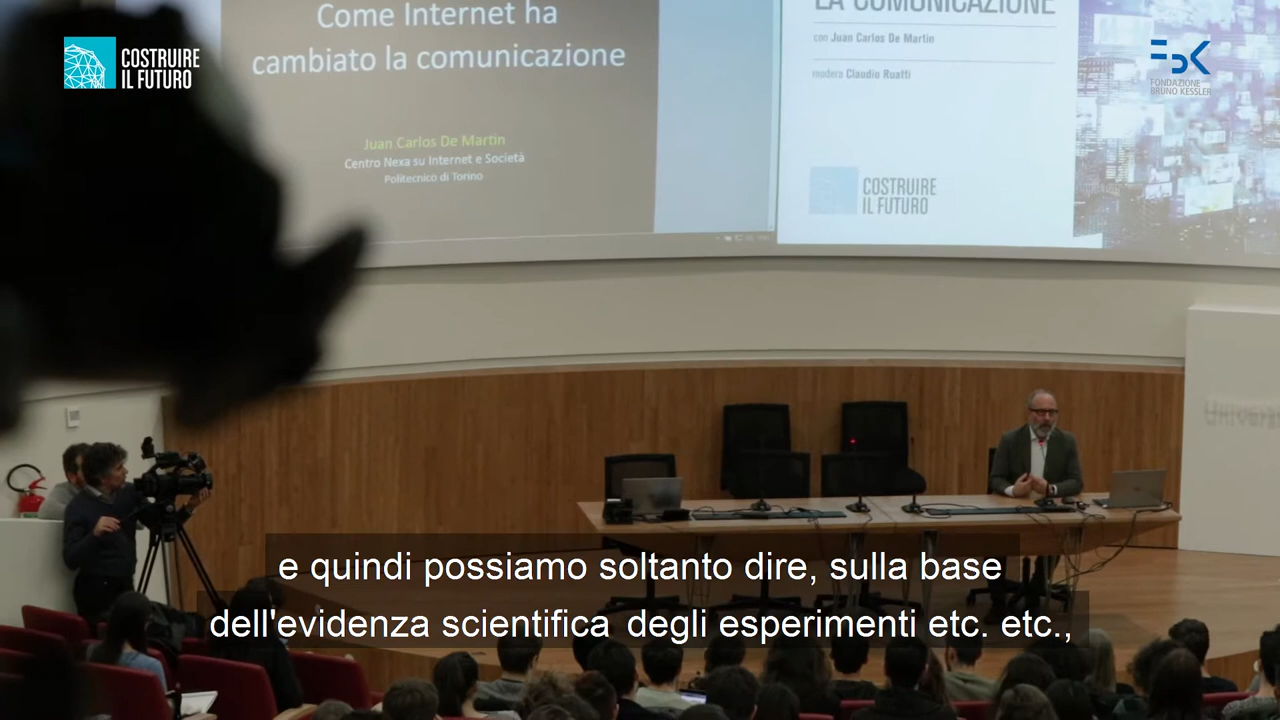 COSTRUIRE
IL FUTURO
Come Internet ha
cambiato la comunicazione
Juan Carlos De Martin
Centro Nexa su Internet e Società
Politecnico di Torino
LA COMUNICAZIONE
con Juan Carlos De Martin
modera Claudio Ruatti
COSTRUIRE
IL FUTURO
FBK
FONDAZIONE
BRUNO KESSLER
e quindi possiamo soltanto dire, sulla base
dell'evidenza scientifica degli esperimenti etc. etc.,